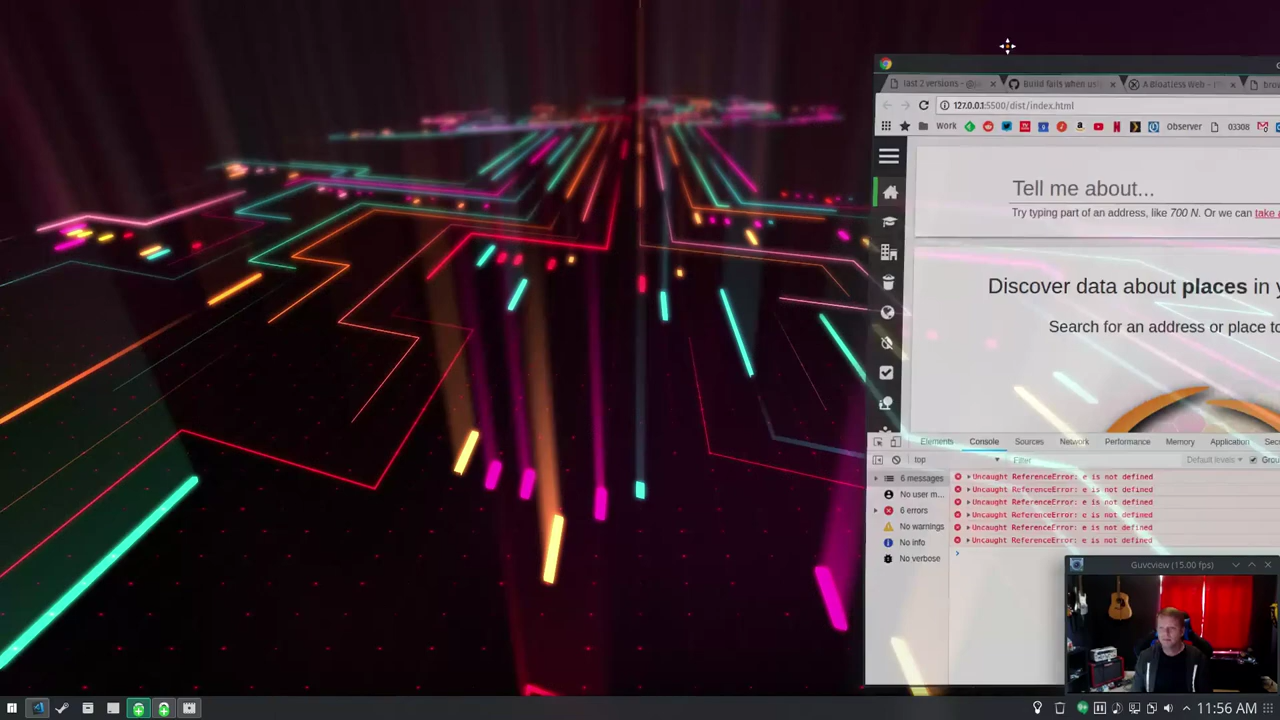 last 2 versions - @
Build fails when usi
A Bloatless Web -
127.0.0.1:5500/dist/index.html
Work
Observer
03308
Tell me about...
Try typing part of an address, like 700 N. Or we can take
Discover data about places in y
Search for an address or place to
Elements Console Sources Network Performance Memory Application Sec
top Filter Default levels Grou
6 messages
No user m...
6 errors
No warnings
No info
No verbose
Uncaught ReferenceError: e is not defined
Uncaught ReferenceError: e is not defined
Uncaught ReferenceError: e is not defined
Uncaught ReferenceError: e is not defined
Uncaught ReferenceError: e is not defined
Uncaught ReferenceError: e is not defined
Guvcview (15.00 fps)
11:56 AM